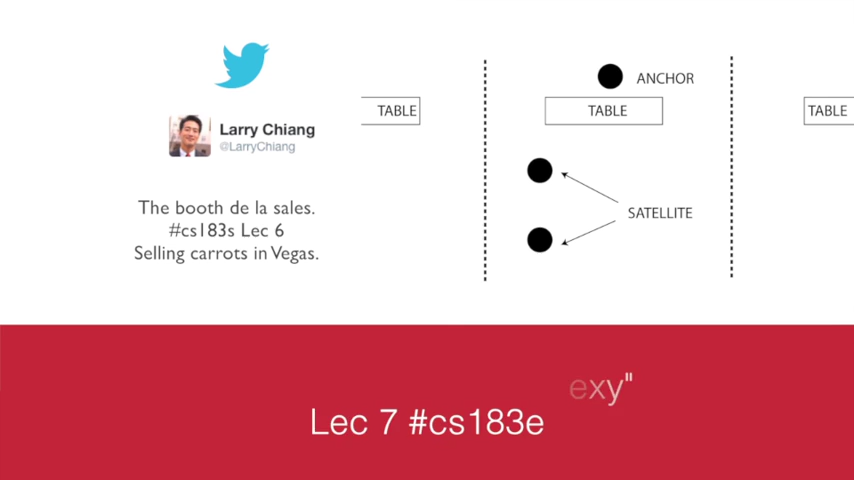 Larry Chiang
@LarryChiang
The booth de la sales.
#cs183s Lec 6
Selling carrots in Vegas.
ANCHOR
TABLE
TABLE
TABLE
SATELLITE
exy"
Lec 7 #cs183e